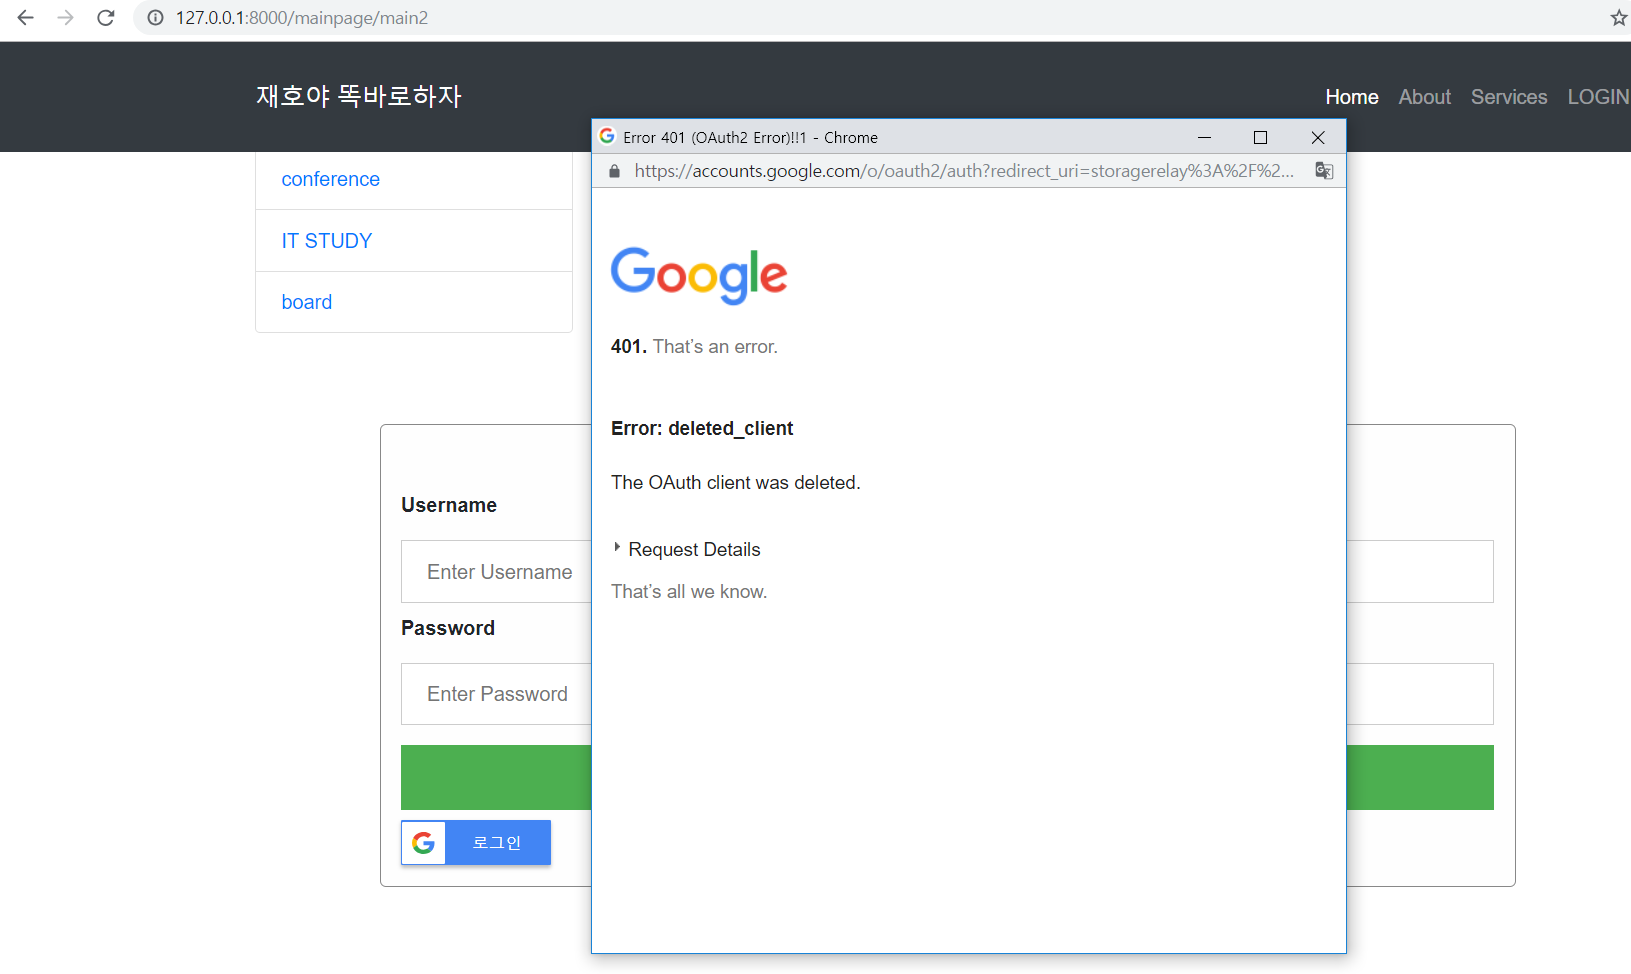 127.0.0.1:8000/mainpage/main2
재호야 똑바로하자
Home About Services LOGIN
conference
IT STUDY
board
Username
Enter Username
Password
Enter Password
로그인
Error 401 (OAuth2 Error)!!1 - Chrome
https://accounts.google.com/o/oauth2/auth?redirect_uri=storagerelay%3A%2F%2...
Google
401. That's an error.
Error: deleted_client
The OAuth client was deleted.
Request Details
That's all we know.